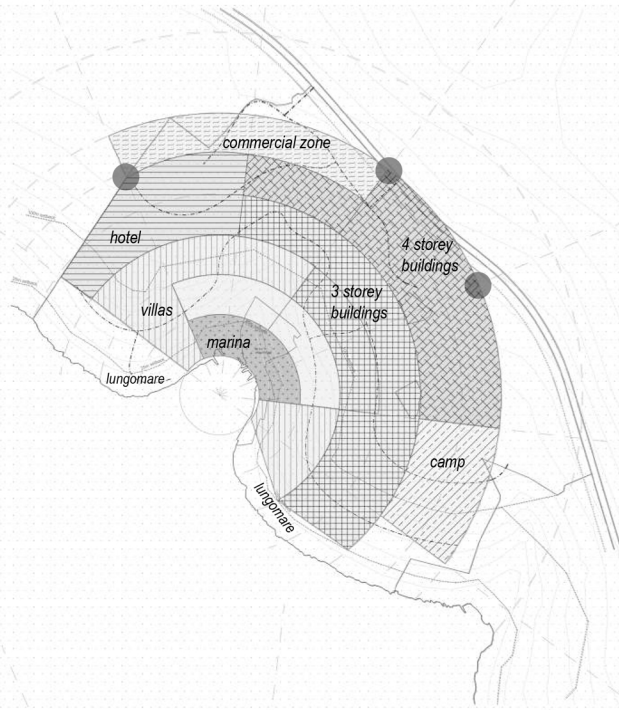 commercial zone
hotel
4 storey
buildings
3 storey
buildings
villas
marina
lungomare
camp
lungomare